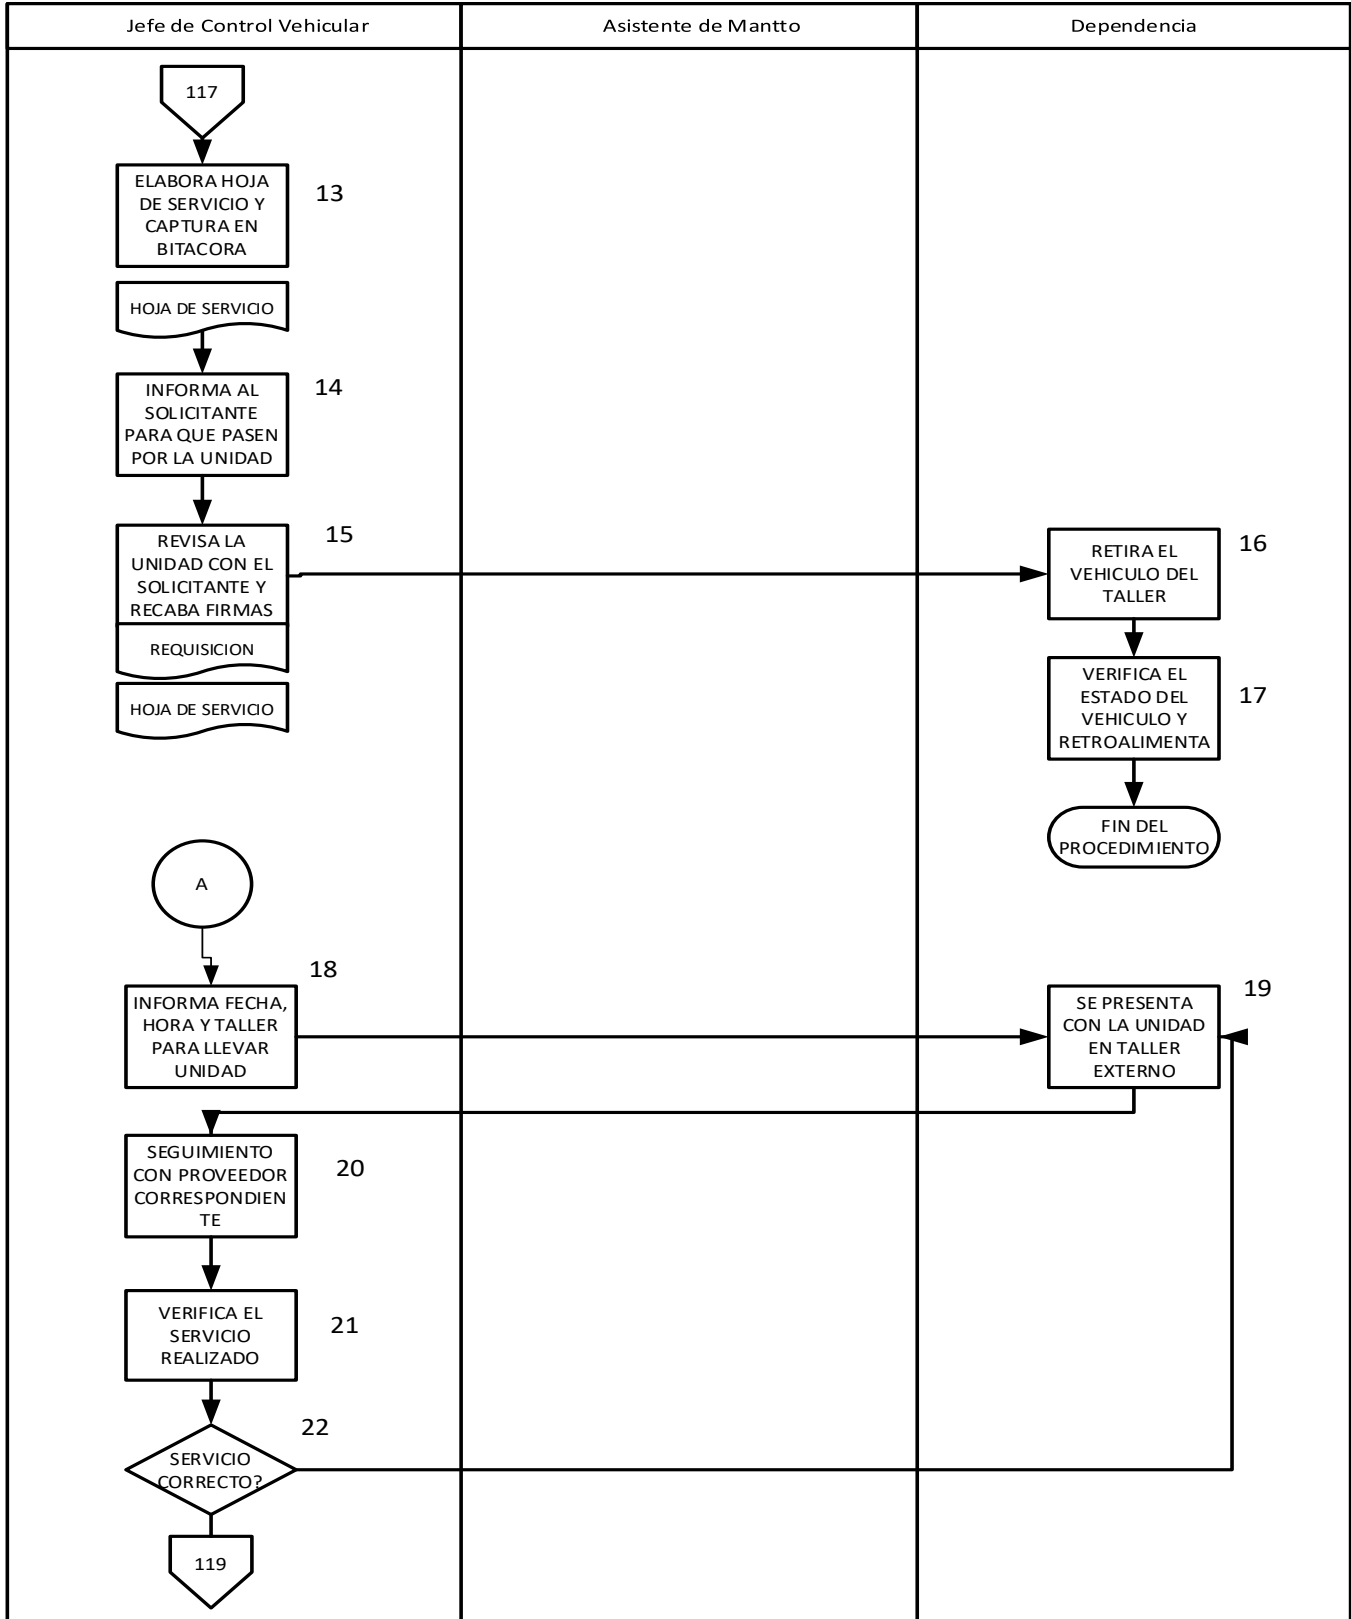 Jefe de Control Vehicular
Asistente de Mantto
Dependencia
117
ELABORA HOJA
DE SERVICIO Y
CAPTURA EN
BITACORA
13
HOJA DE SERVICIO
INFORMA AL
SOLICITANTE
PARA QUE PASEN
POR LA UNIDAD
14
REVISA LA
UNIDAD CON EL
SOLICITANTE Y
RECABA FIRMAS
15
REQUISICION
HOJA DE SERVICIO
RETIRA EL
VEHICULO DEL
TALLER
16
VERIFICA EL
ESTADO DEL
VEHICULO Y
RETROALIMENTA
17
FIN DEL
PROCEDIMIENTO
A
INFORMA FECHA,
HORA Y TALLER
PARA LLEVAR
UNIDAD
18
SE PRESENTA
CON LA UNIDAD
EN TALLER
EXTERNO
19
SEGUIMIENTO
CON PROVEEDOR
CORRESPONDIEN
TE
20
VERIFICA EL
SERVICIO
REALIZADO
21
SERVICIO
CORRECTO?
22
119